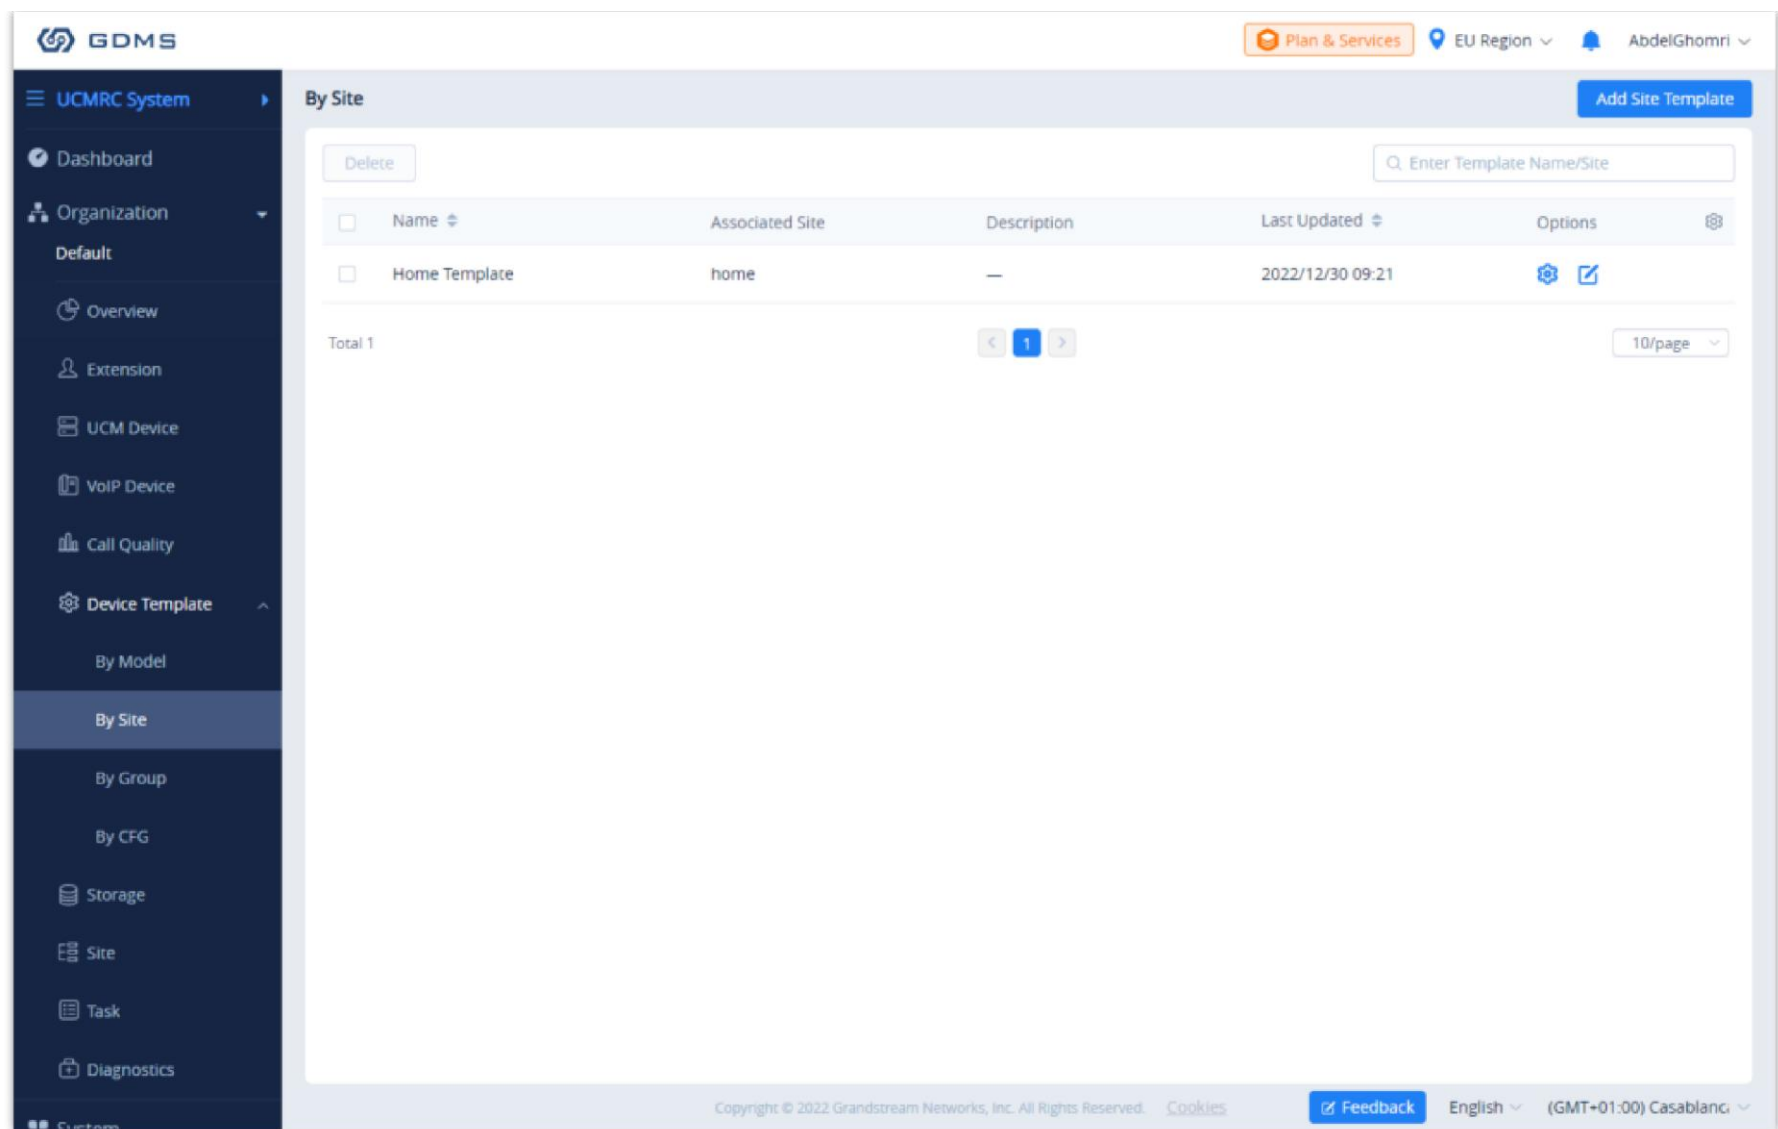 GDMS
Plan & Services
EU Region
AbdelGhomri
UCMRC System
By Site
Add Site Template
Dashboard
Delete
Enter Template Name/Site
Organization
Name
Associated Site
Description
Last Updated
Options
Default
Home Template
home
—
2022/12/30 09:21
Overview
Total 1
1
10/page
Extension
UCM Device
VoIP Device
Call Quality
Device Template
By Model
By Site
By Group
By CFG
Storage
Site
Task
Diagnostics
Copyright © 2022 Grandstream Networks, Inc. All Rights Reserved.
Cookies
Feedback
English
(GMT+01:00) Casablanc
System